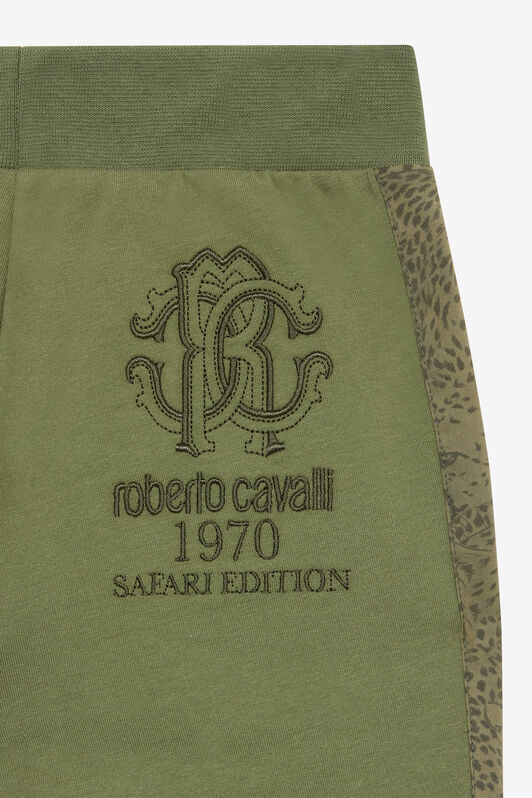 roberto cavalli
1970
SAFARI EDITION